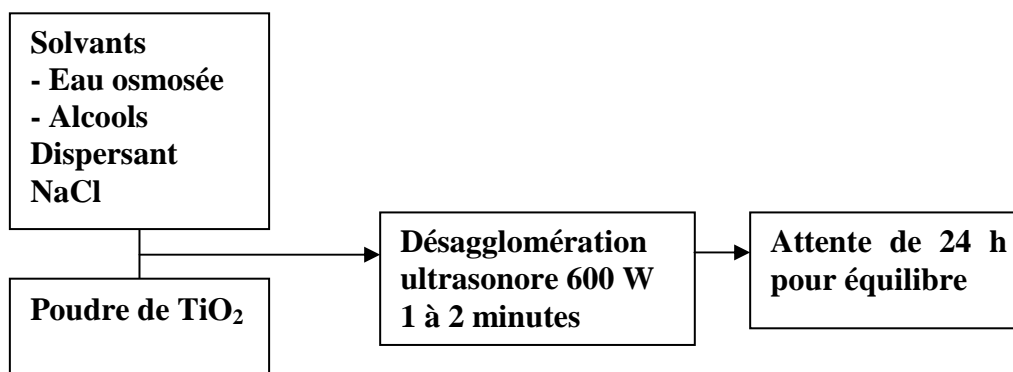 Solvants
- Eau osmosée
- Alcools
Dispersant
NaCl
Poudre de TiO₂
Désagglomération
ultrasonore 600 W
1 à 2 minutes
Attente de 24 h
pour équilibre